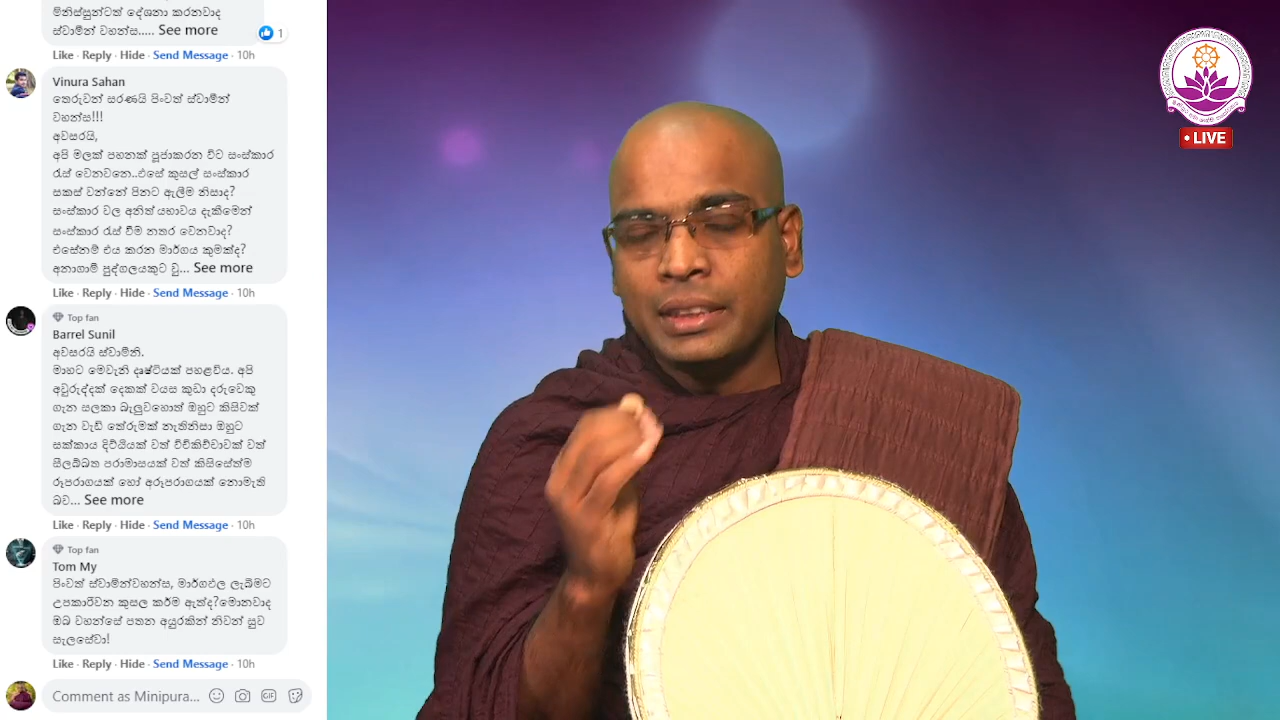 මිනිස්සුන්ටත් දේශනා කරනවාද
ස්වාමීන් වහන්ස..... See more
1
Like · Reply · Hide · Send Message · 10h
Vinura Sahan
තෙරුවන් සරණයි පිංවත් ස්වාමීන්
වහන්ස!!!
අවසරයි,
අපි මලක් පහනක් පූජාකරන විට සංස්කාර
රැස් වෙනවනෙ..එසේ කුසල් සංස්කාර
සකස් වන්නේ පිනට ඇලීම නිසාද?
සංස්කාර වල අනිත්‍යභාවය දැකීමෙන්
සංස්කාර රැස් වීම නතර වෙනවාද?
එසේනම් එය කරන මාර්ගය කුමක්ද?
අනාගාමී පුද්ගලයකුට වු... See more
Like · Reply · Hide · Send Message · 10h
Top fan
Barrel Sunil
අවසරයි ස්වාමිනි.
මාහට මෙවැනි දෘෂ්ටියක් පහළවිය. අපි
අවුරුද්දක් දෙකක් වයස කුඩා දරුවෙකු
ගැන සලකා බැලුවහොත් ඔහුට කිසිවක්
ගැන වැඩි තේරුමක් නැතිනිසා ඔහුට
සක්කාය දිට්ඨියක් වත් විචිකිච්චාවක් වත්
සීලබ්බත පරාමාසයක් වත් කිසිසේත්ම
රූපරාගයක් හෝ අරූපරාගයක් නොමැති
බව... See more
Like · Reply · Hide · Send Message · 10h
Top fan
Tom My
පිංවත් ස්වාමින්වහන්ස, මාර්ගඵල ලැබීමට
උපකාරීවන කුසල කර්ම ඇත්ද?මොනවාද
ඔබ වහන්සේ පතන අයුරකින් නිවන් සුව
සැලසේවා!
Like · Reply · Hide · Send Message · 10h
Comment as Minipura...
GIF
LIVE